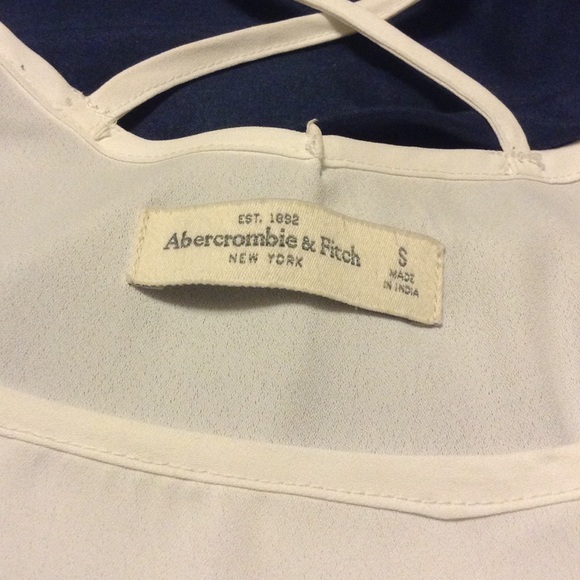 EST. 1892
Abercrombie & Fitch
NEW YORK
S
MADE
IN INDIA